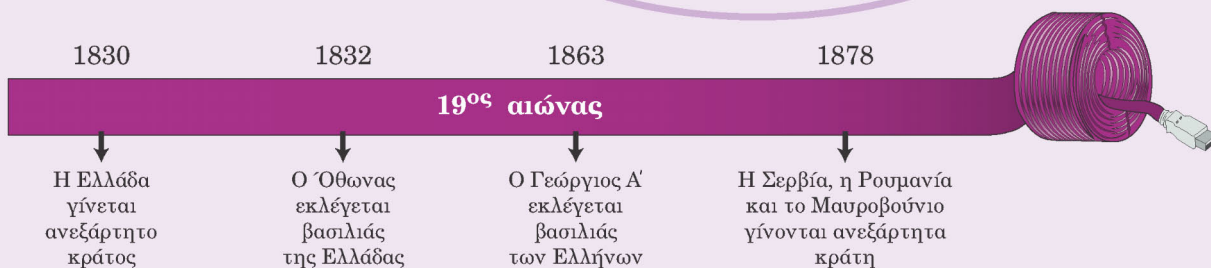 1830
1832
1863
1878
19ος αιώνας
Η Ελλάδα
γίνεται
ανεξάρτητο
κράτος
Ο Όθωνας
εκλέγεται
βασιλιάς
της Ελλάδας
Ο Γεώργιος Α'
εκλέγεται
βασιλιάς
των Ελλήνων
Η Σερβία, η Ρουμανία
και το Μαυροβούνιο
γίνονται ανεξάρτητα
κράτη